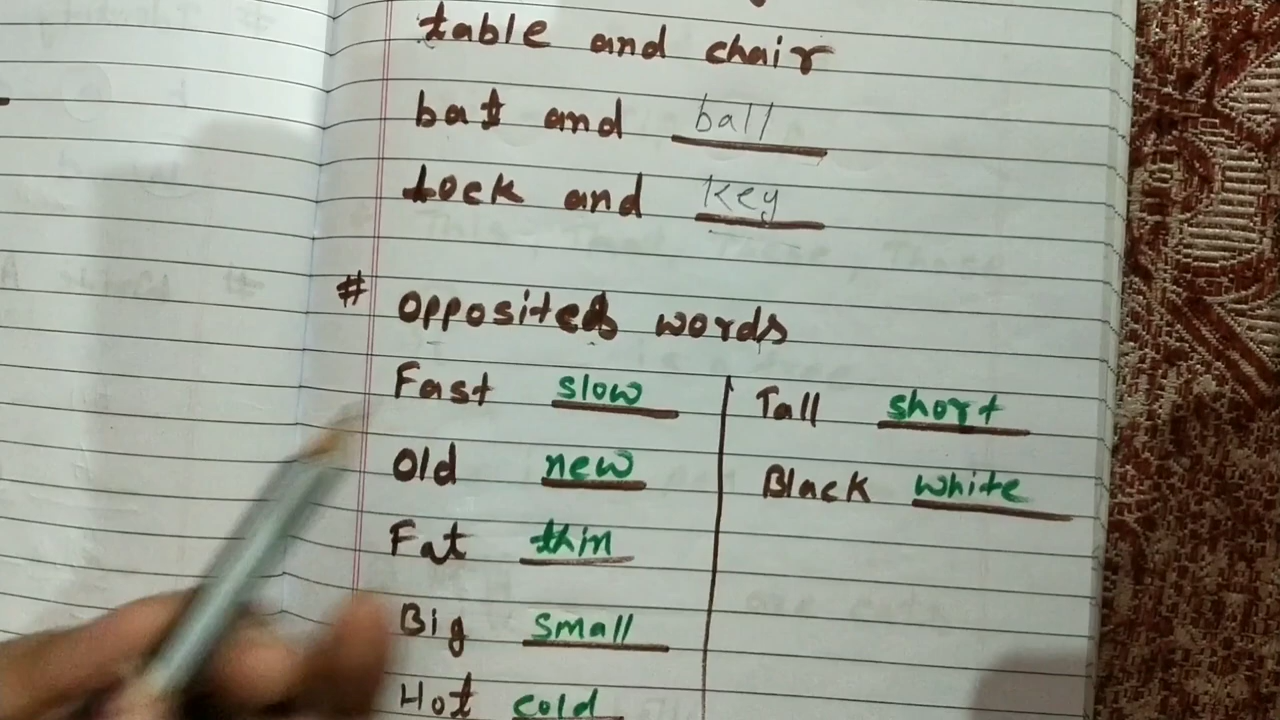 table and chair
bat and ball
Lock and key
# Opposites words
Fast slow
Old new
Fat thin
Big small
Hot cold
Tall short
Black white